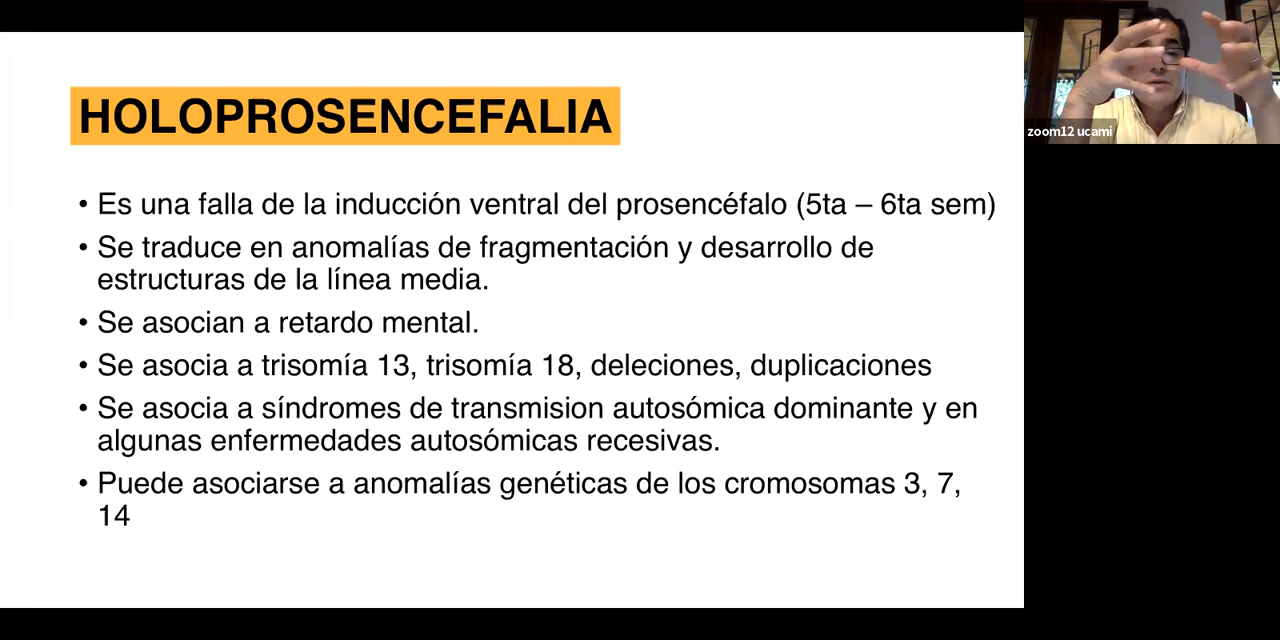 HOLOPROSENCEFALIA
• Es una falla de la inducción ventral del prosencéfalo (5ta – 6ta sem)
• Se traduce en anomalías de fragmentación y desarrollo de
estructuras de la línea media.
• Se asocian a retardo mental.
• Se asocia a trisomía 13, trisomía 18, deleciones, duplicaciones
• Se asocia a síndromes de transmision autosómica dominante y en
algunas enfermedades autosómicas recesivas.
• Puede asociarse a anomalías genéticas de los cromosomas 3, 7,
14
zoom12 ucami